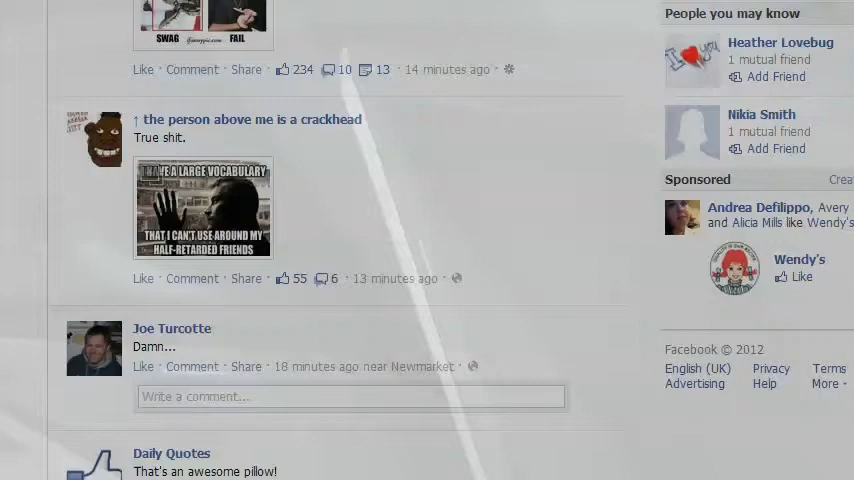 SWAG FAIL
Like · Comment · Share 234 10 13 · 14 minutes ago ·
↑ the person above me is a crackhead
True shit.
I HAVE A LARGE VOCABULARY
THAT I CAN'T USE AROUND MY
HALF-RETARDED FRIENDS
Like · Comment · Share 55 6 · 13 minutes ago ·
Joe Turcotte
Damn...
Like · Comment · Share · 18 minutes ago near Newmarket ·
Write a comment...
Daily Quotes
That's an awesome pillow!
People you may know
I you
Heather Lovebug
1 mutual friend
Add Friend
Nikia Smith
1 mutual friend
Add Friend
Sponsored Crea
Andrea Defilippo, Avery
and Alicia Mills like Wendy's
Wendy's
Like
Facebook © 2012
English (UK) Privacy Terms
Advertising Help More